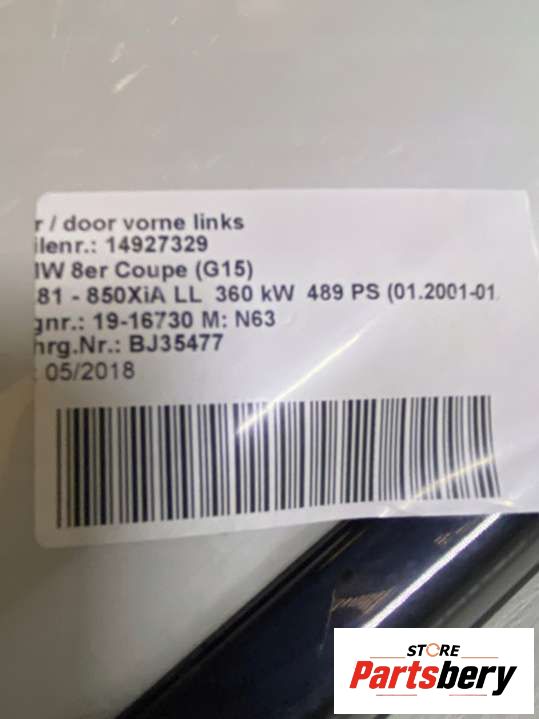 r / door vorne links
ilenr.: 14927329
IW 8er Coupe (G15)
81 - 850XiA LL 360 kW 489 PS (01.2001-01.
gnr.: 19-16730 M: N63
hrg.Nr.: BJ35477
: 05/2018
STORE
Partsbery